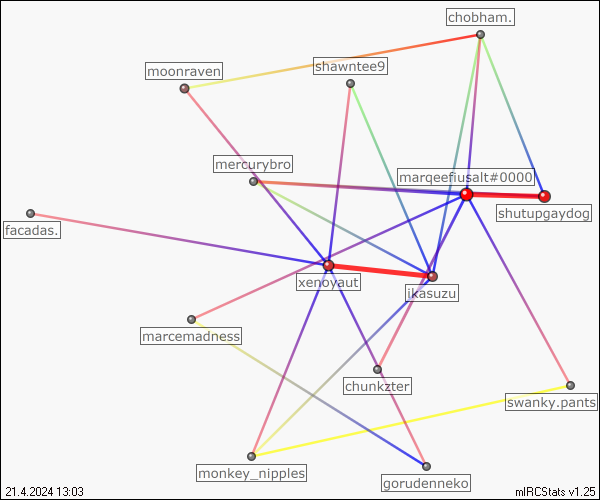 chobham.
moonraven
shawntee9
mercurybro
marqeefiusalt#0000
shutupgaydog
facadas.
xenoyaut
ikasuzu
marcemadness
chunkzter
swanky.pants
monkey_nipples
gorudenneko
21.4.2024 13:03
mIRCStats v1.25